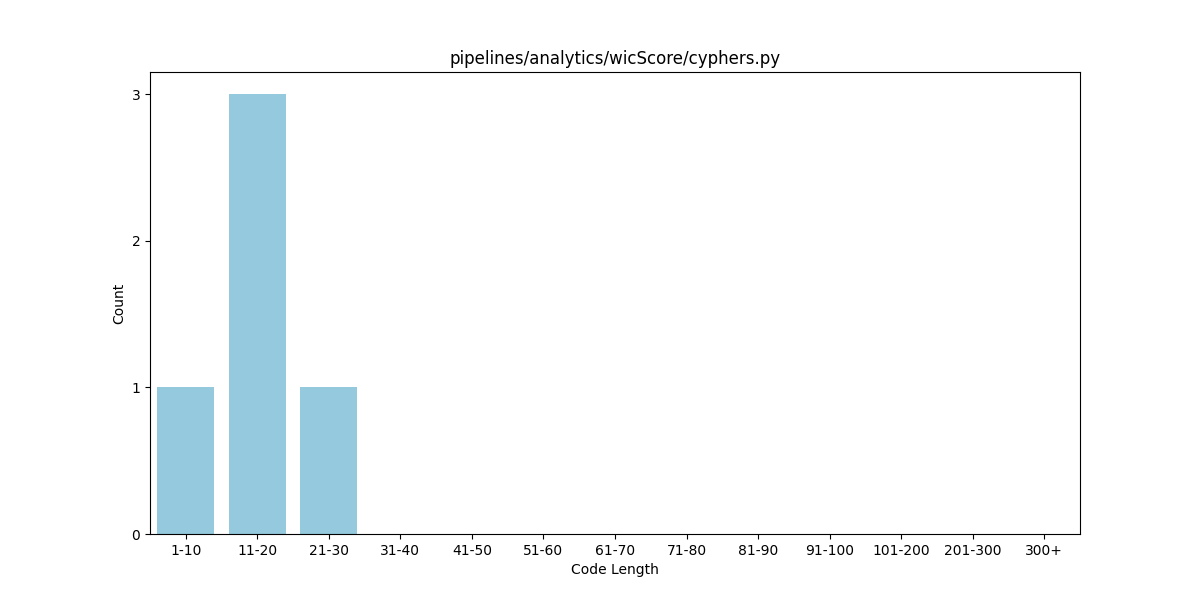 pipelines/analytics/wicScore/cyphers.py
3
2
1
0
Count
1-10 11-20 21-30 31-40 41-50 51-60 61-70 71-80 81-90 91-100 101-200 201-300 300+
Code Length